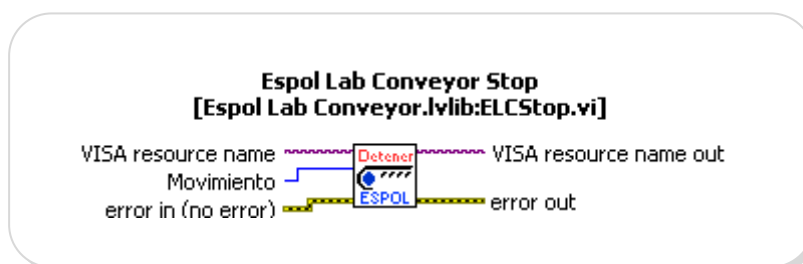 Espol Lab Conveyor Stop
[Espol Lab Conveyor.lvlib:ELCStop.vi]
VISA resource name Detener VISA resource name out
Movimiento
error in (no error) ESPOL error out